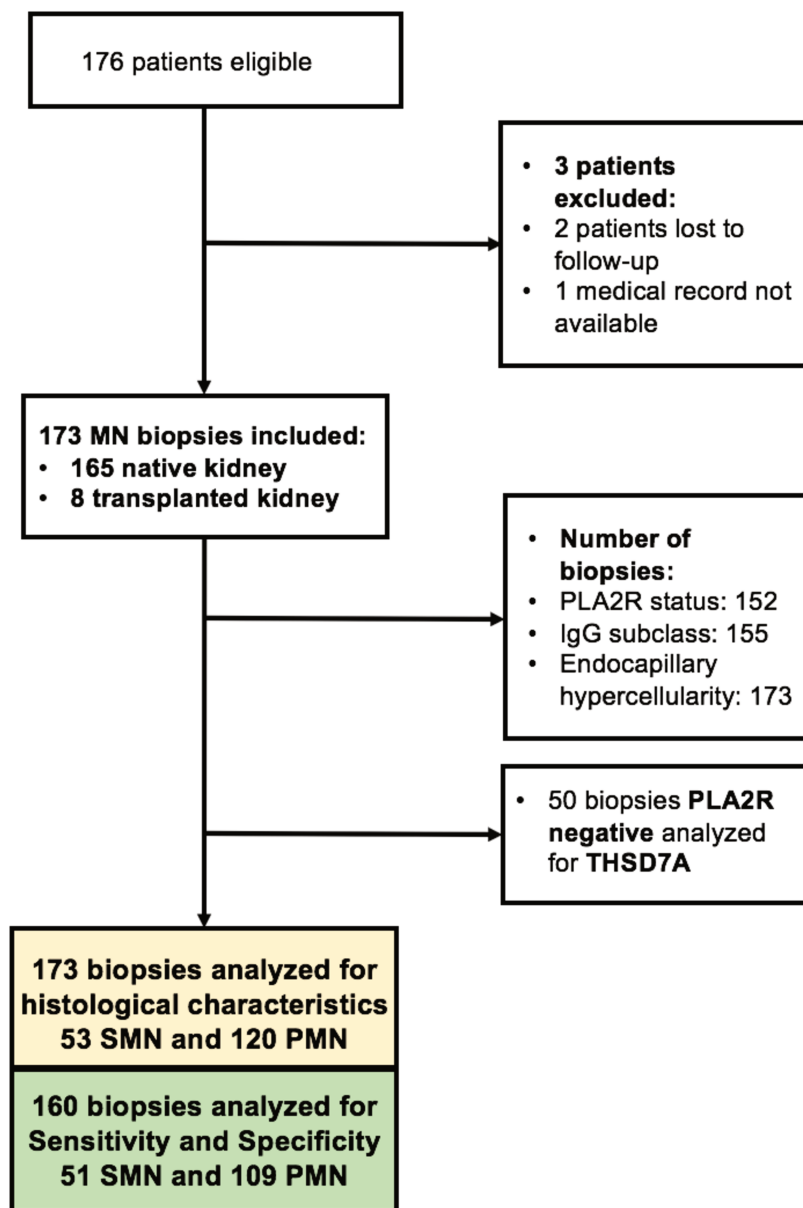 176 patients eligible
• 3 patients
excluded:
• 2 patients lost to
follow-up
• 1 medical record not
available
173 MN biopsies included:
• 165 native kidney
• 8 transplanted kidney
• Number of
biopsies:
• PLA2R status: 152
• IgG subclass: 155
• Endocapillary
hypercellularity: 173
• 50 biopsies PLA2R
negative analyzed
for THSD7A
173 biopsies analyzed for
histological characteristics
53 SMN and 120 PMN
160 biopsies analyzed for
Sensitivity and Specificity
51 SMN and 109 PMN